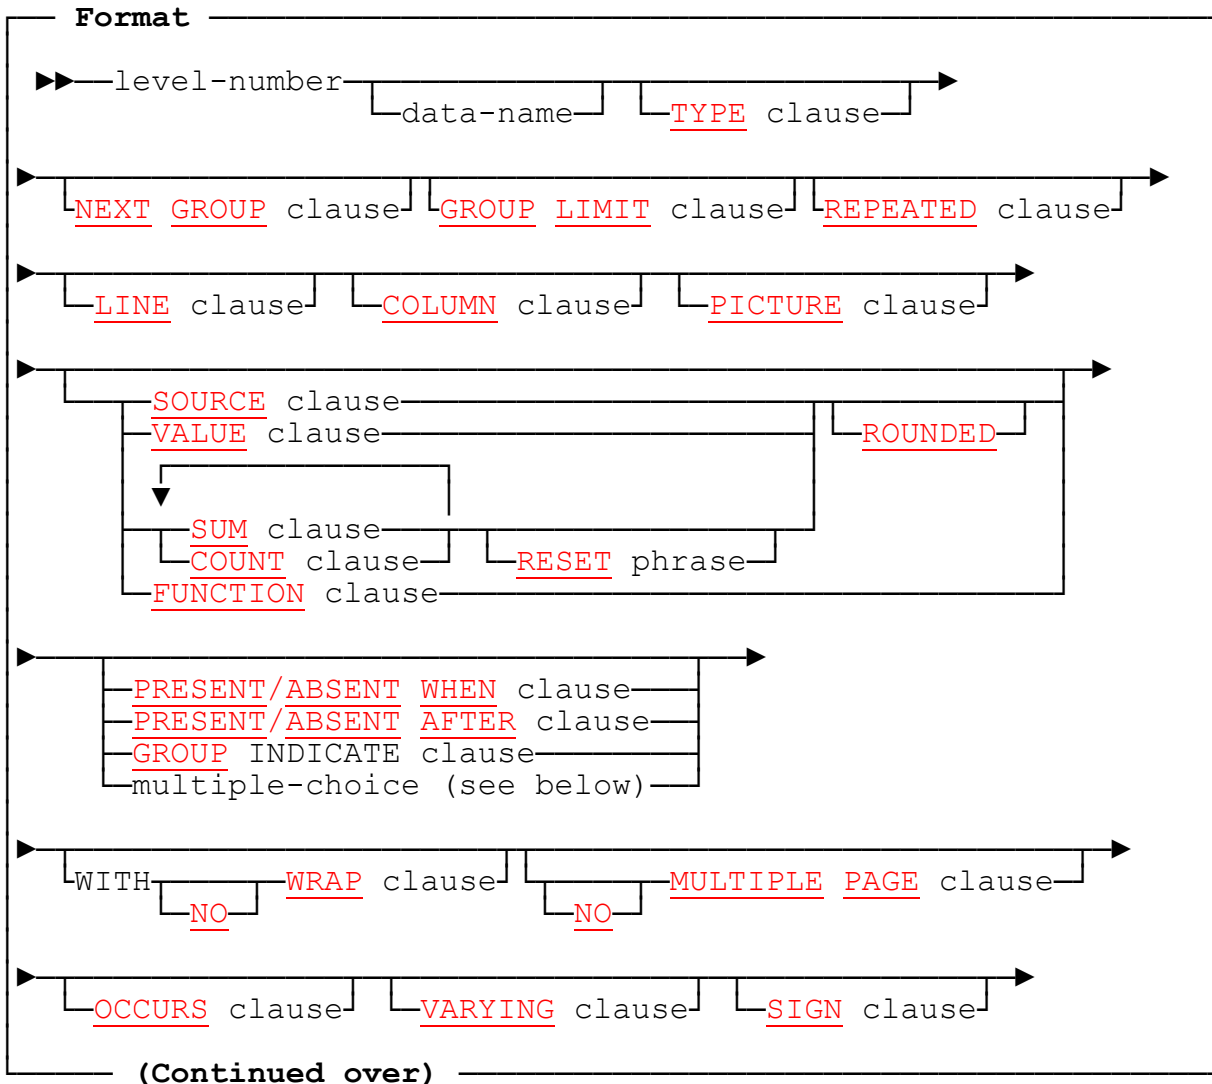 Format
level-number
data-name TYPE clause
NEXT GROUP clause GROUP LIMIT clause REPEATED clause
LINE clause COLUMN clause PICTURE clause
SOURCE clause
VALUE clause ROUNDED
SUM clause
COUNT clause RESET phrase
FUNCTION clause
PRESENT/ABSENT WHEN clause
PRESENT/ABSENT AFTER clause
GROUP INDICATE clause
multiple-choice (see below)
WITH WRAP clause MULTIPLE PAGE clause
NO NO
OCCURS clause VARYING clause SIGN clause
(Continued over)